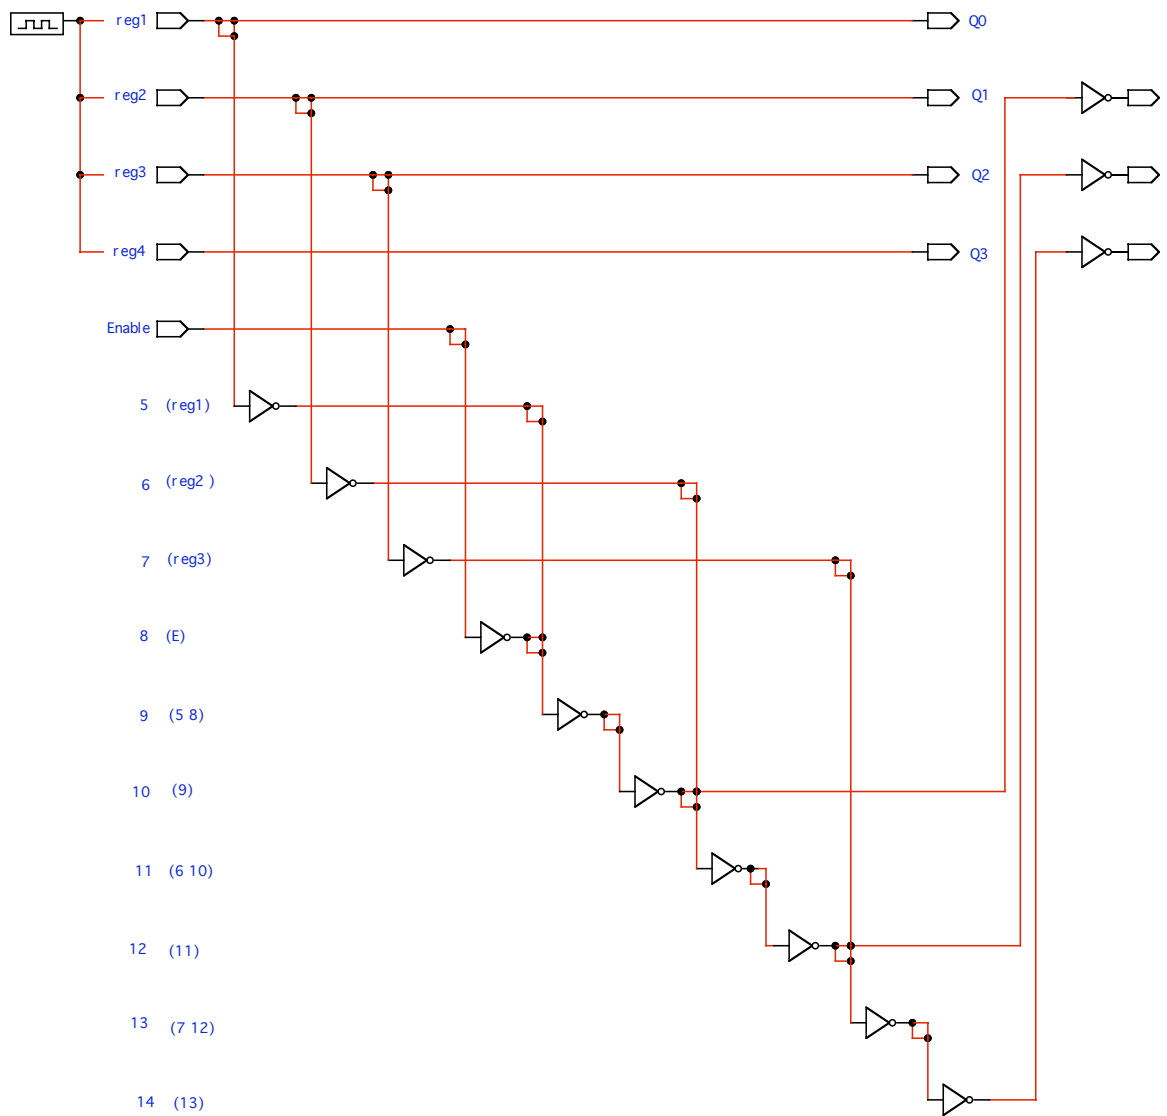 reg1 Q0
reg2 Q1
reg3 Q2
reg4 Q3
Enable
5 (reg1)
6 (reg2 )
7 (reg3)
8 (E)
9 (5 8)
10 (9)
11 (6 10)
12 (11)
13 (7 12)
14 (13)